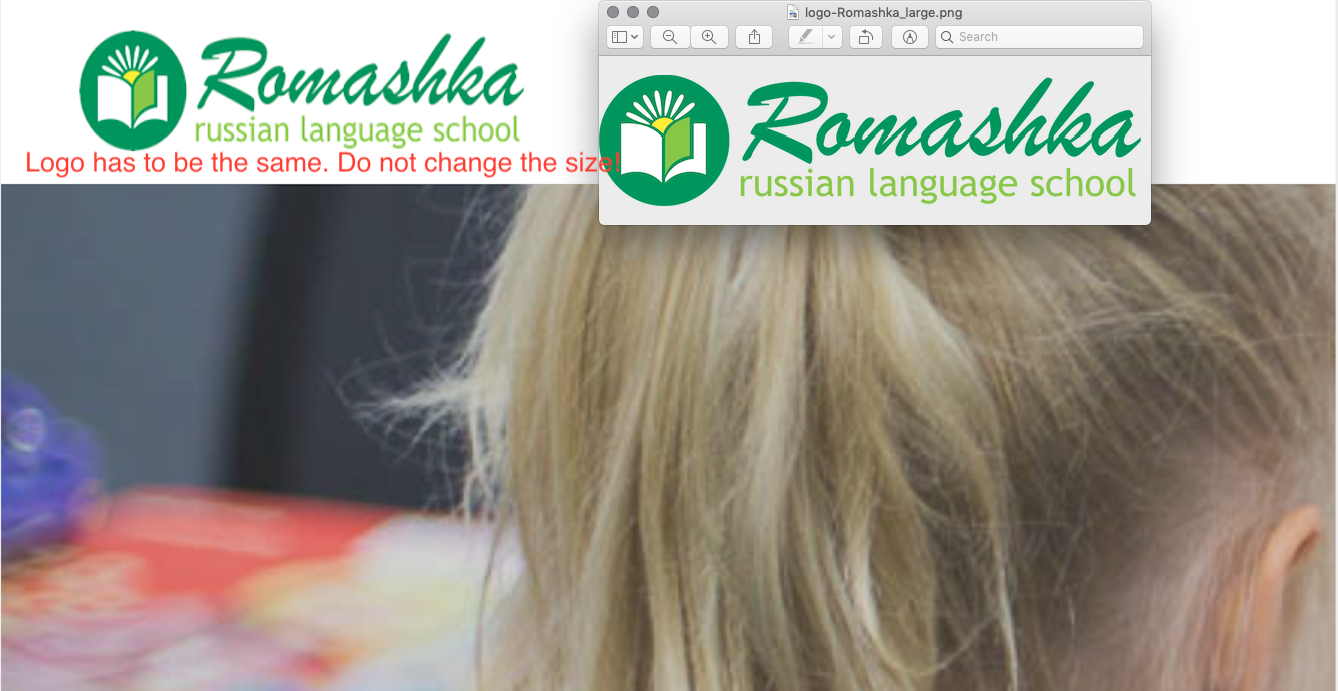 Romashka
russian language school
Logo has to be the same. Do not change the size!
logo-Romashka_large.png
Search
Romashka
russian language school